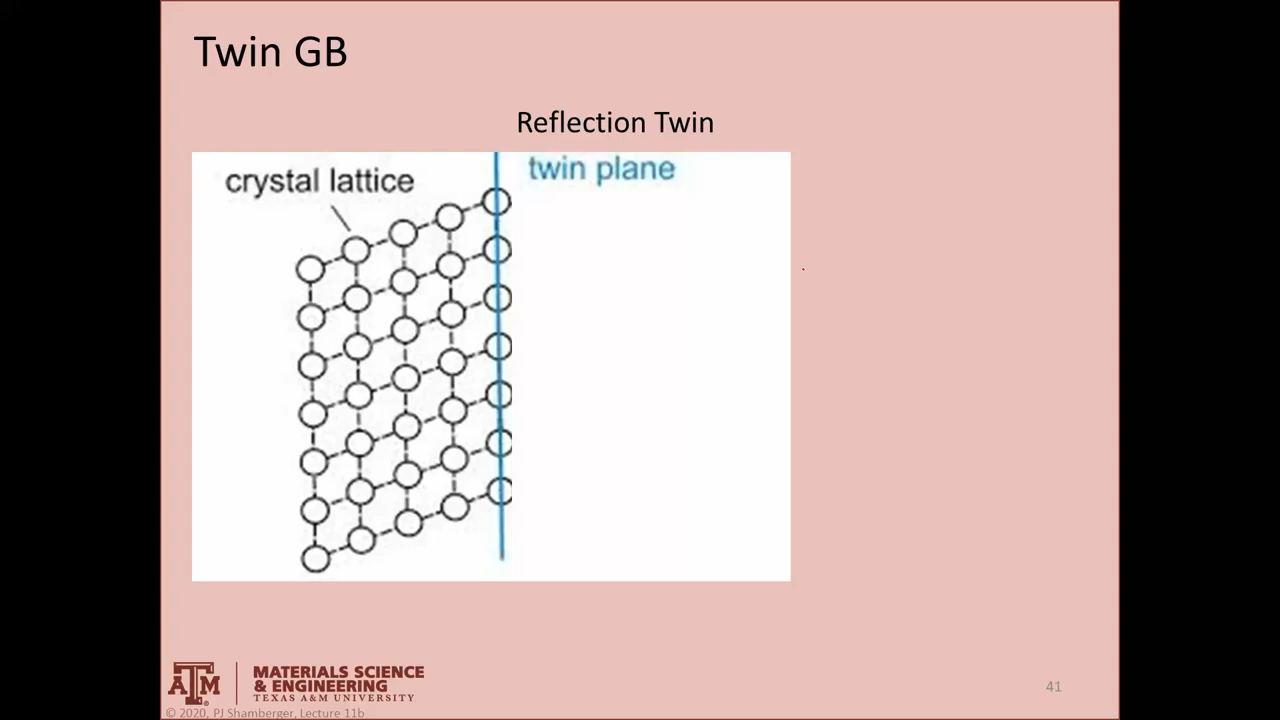 Twin GB
Reflection Twin
twin plane
crystal lattice
ATM
MATERIALS SCIENCE
& ENGINEERING
TEXAS A&M UNIVERSITY
41
© 2020, PJ Shamberger, Lecture 11b